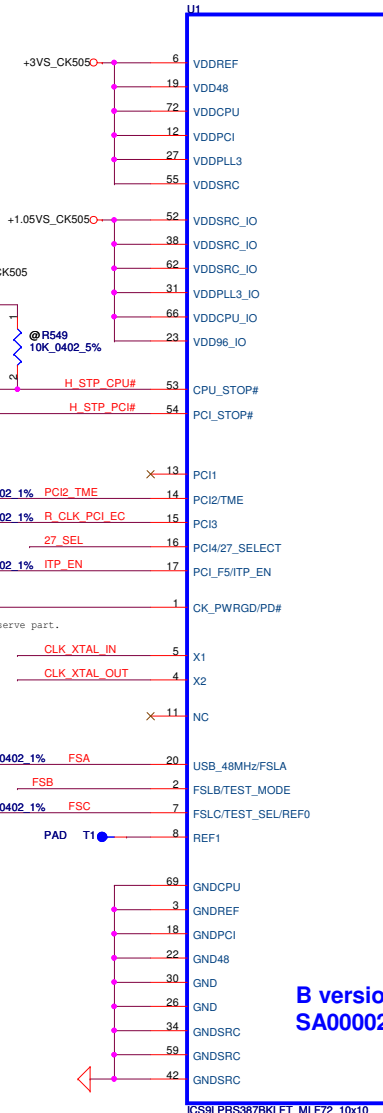 U1
+3VS_CK505
6 VDDREF
19 VDD48
72 VDDCPU
12 VDDPCI
27 VDDPLL3
55 VDDSRC
+1.05VS_CK505
52 VDDSRC_IO
38 VDDSRC_IO
62 VDDSRC_IO
31 VDDPLL3_IO
66 VDDCPU_IO
23 VDD96_IO
CK505
1
@R549
10K_0402_5%
2
H_STP_CPU# 53 CPU_STOP#
H_STP_PCI# 54 PCI_STOP#
13 PCI1
02_1% PCI2_TME 14 PCI2/TME
02_1% R_CLK_PCI_EC 15 PCI3
27_SEL 16 PCI4/27_SELECT
02_1% ITP_EN 17 PCI_F5/ITP_EN
1 CK_PWRGD/PD#
serve part.
CLK_XTAL_IN 5 X1
CLK_XTAL_OUT 4 X2
11 NC
0402_1% FSA 20 USB_48MHz/FSLA
FSB 2 FSLB/TEST_MODE
0402_1% FSC 7 FSLC/TEST_SEL/REF0
PAD T1 8 REF1
69 GNDCPU
3 GNDREF
18 GNDPCI
22 GND48
30 GND
26 GND
34 GNDSRC
59 GNDSRC
42 GNDSRC
B versio
SA00002
ICS9LPRS387BKLFT_MLF72_10x10